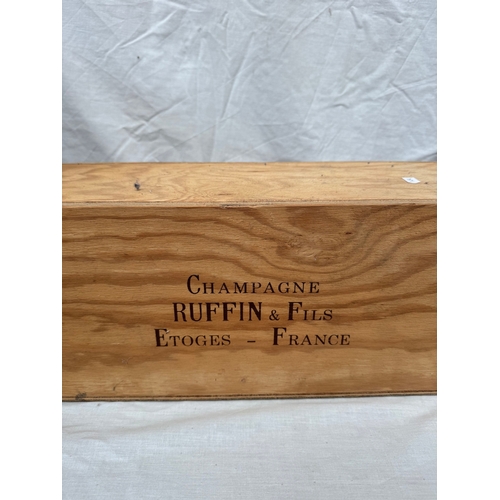 CHAMPAGNE
RUFFIN & FILS
ETOGES - FRANCE